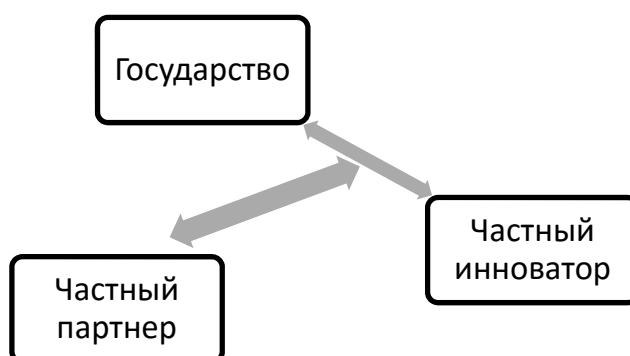 Государство
Частный
инноватор
Частный
партнер